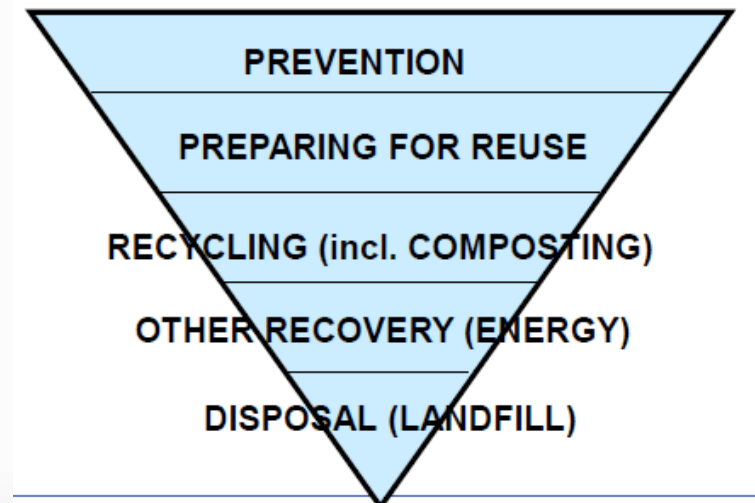 PREVENTION
PREPARING FOR REUSE
RECYCLING (incl. COMPOSTING)
OTHER RECOVERY (ENERGY)
DISPOSAL (LANDFILL)